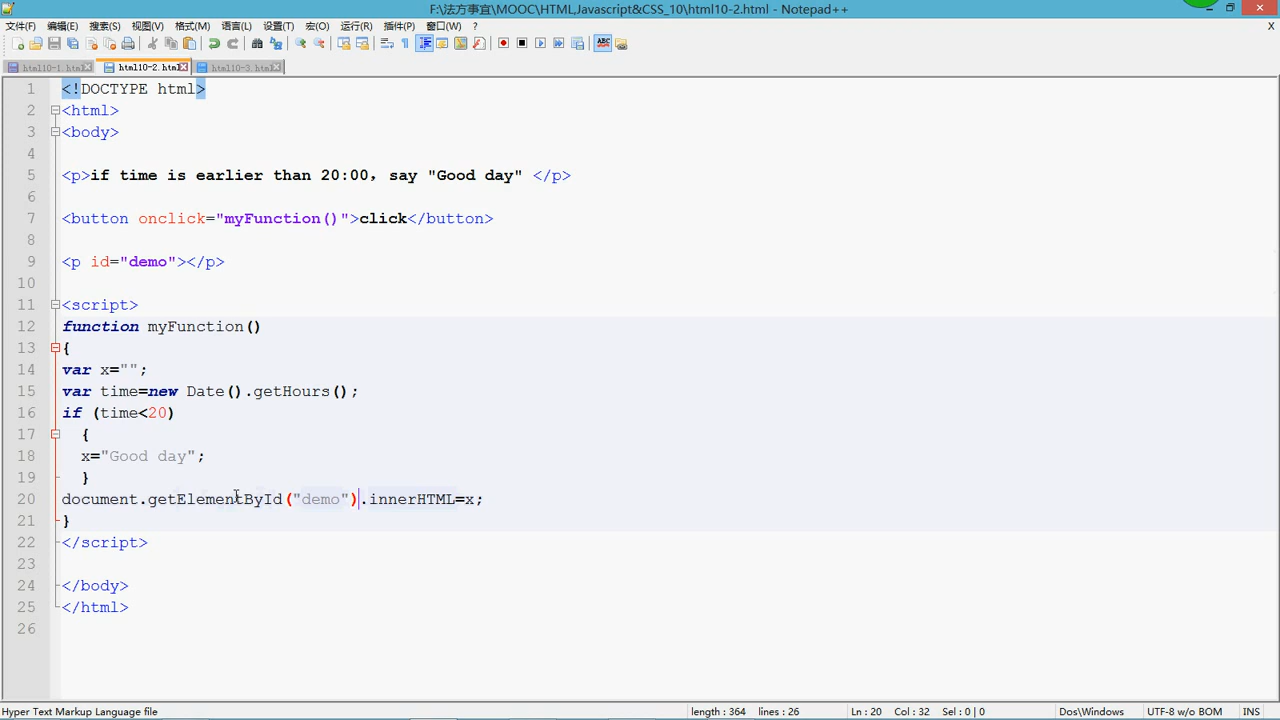 F:\法方事宜\MOOC\HTML,Javascript&CSS_10\html10-2.html - Notepad++
文件(F) 编辑(E) 搜索(S) 视图(V) 格式(M) 语言(L) 设置(T) 宏(O) 运行(R) 插件(P) 窗口(W) ? X
html10-1.html html10-2.html html10-3.html
1 <!DOCTYPE html>
2 <html>
3 <body>
4
5 <p>if time is earlier than 20:00, say "Good day" </p>
6
7 <button onclick="myFunction()">click</button>
8
9 <p id="demo"></p>
10
11 <script>
12 function myFunction()
13 {
14 var x="";
15 var time=new Date().getHours();
16 if (time<20)
17 {
18 x="Good day";
19 }
20 document.getElementById("demo").innerHTML=x;
21 }
22 </script>
23
24 </body>
25 </html>
26
Hyper Text Markup Language file length : 364 lines : 26 Ln : 20 Col : 32 Sel : 0 | 0 Dos\Windows UTF-8 w/o BOM INS